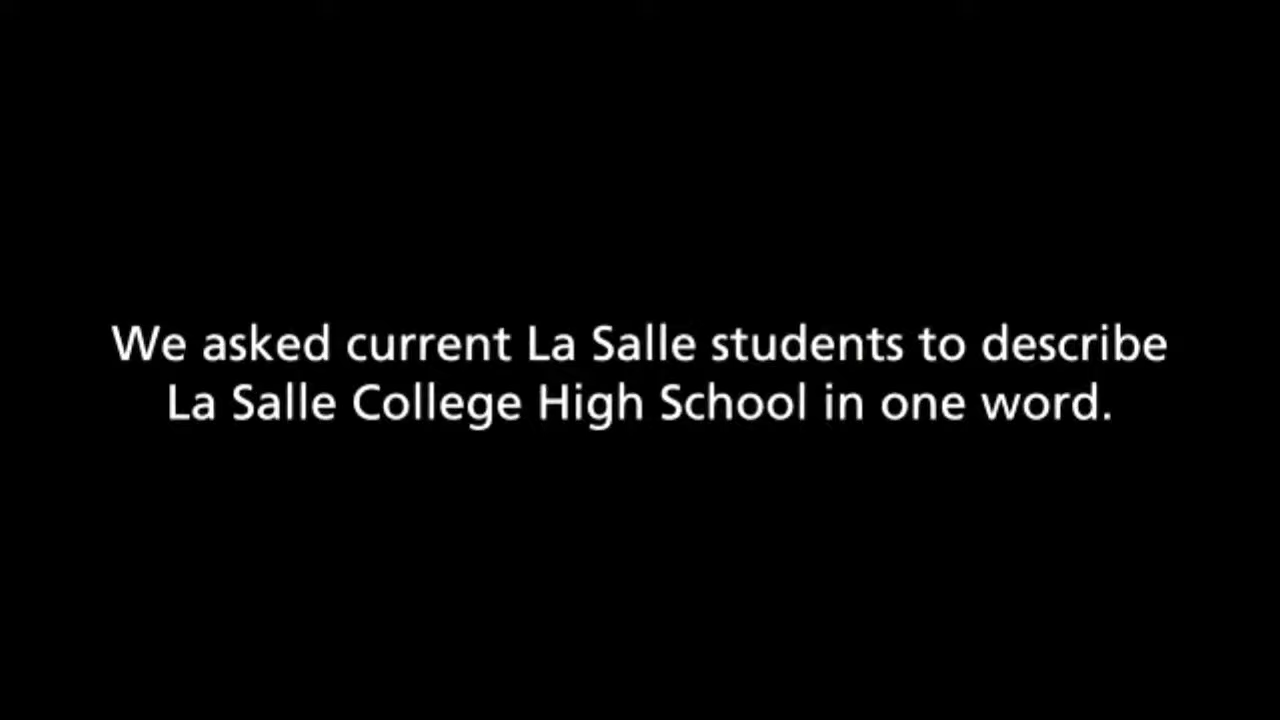 We asked current La Salle students to describe
La Salle College High School in one word.